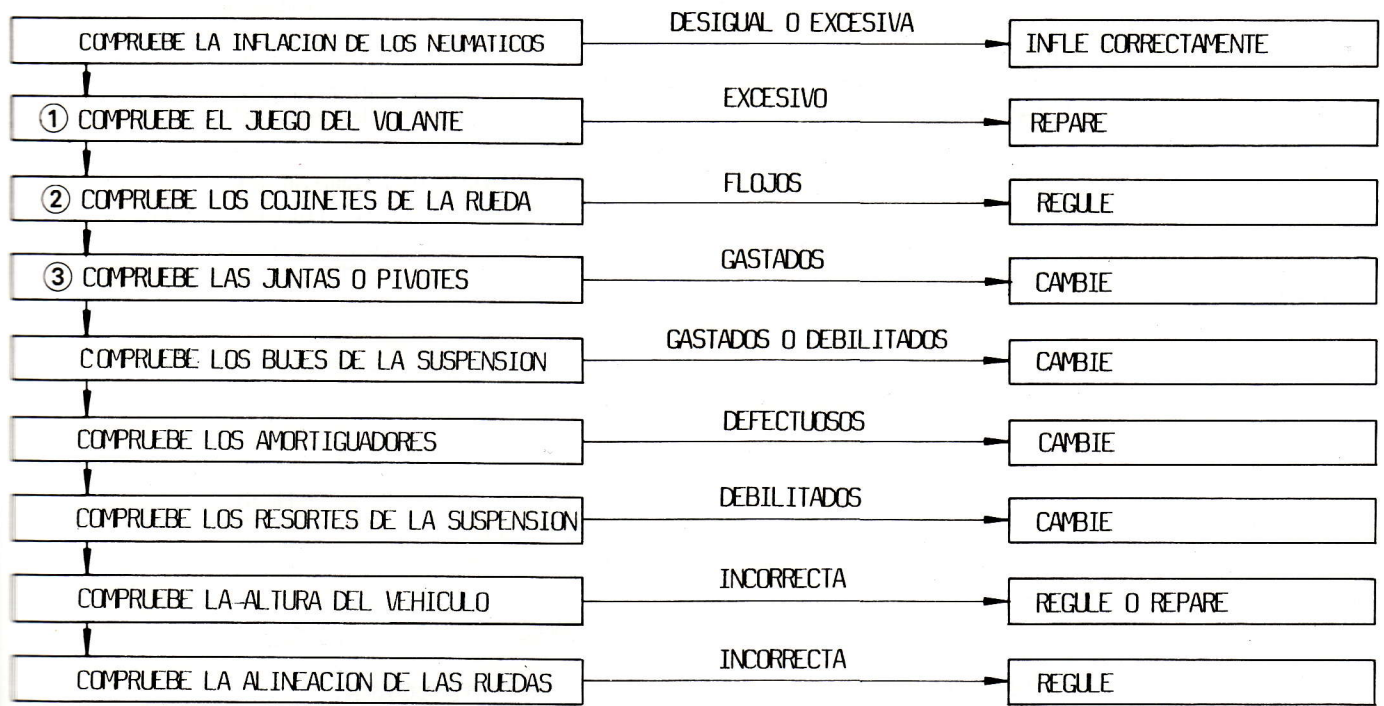 COMPRUEBE LA INFLACION DE LOS NEUMATICOS
DESIGUAL O EXCESIVA
INFLE CORRECTAMENTE
1 COMPRUEBE EL JUEGO DEL VOLANTE
EXCESIVO
REPARE
2 COMPRUEBE LOS COJINETES DE LA RUEDA
FLOJOS
REGULE
3 COMPRUEBE LAS JUNTAS O PIVOTES
GASTADOS
CAMBIE
COMPRUEBE LOS BUJES DE LA SUSPENSION
GASTADOS O DEBILITADOS
CAMBIE
COMPRUEBE LOS AMORTIGUADORES
DEFECTUOSOS
CAMBIE
COMPRUEBE LOS RESORTES DE LA SUSPENSION
DEBILITADOS
CAMBIE
COMPRUEBE LA ALTURA DEL VEHICULO
INCORRECTA
REGULE O REPARE
COMPRUEBE LA ALINEACION DE LAS RUEDAS
INCORRECTA
REGULE